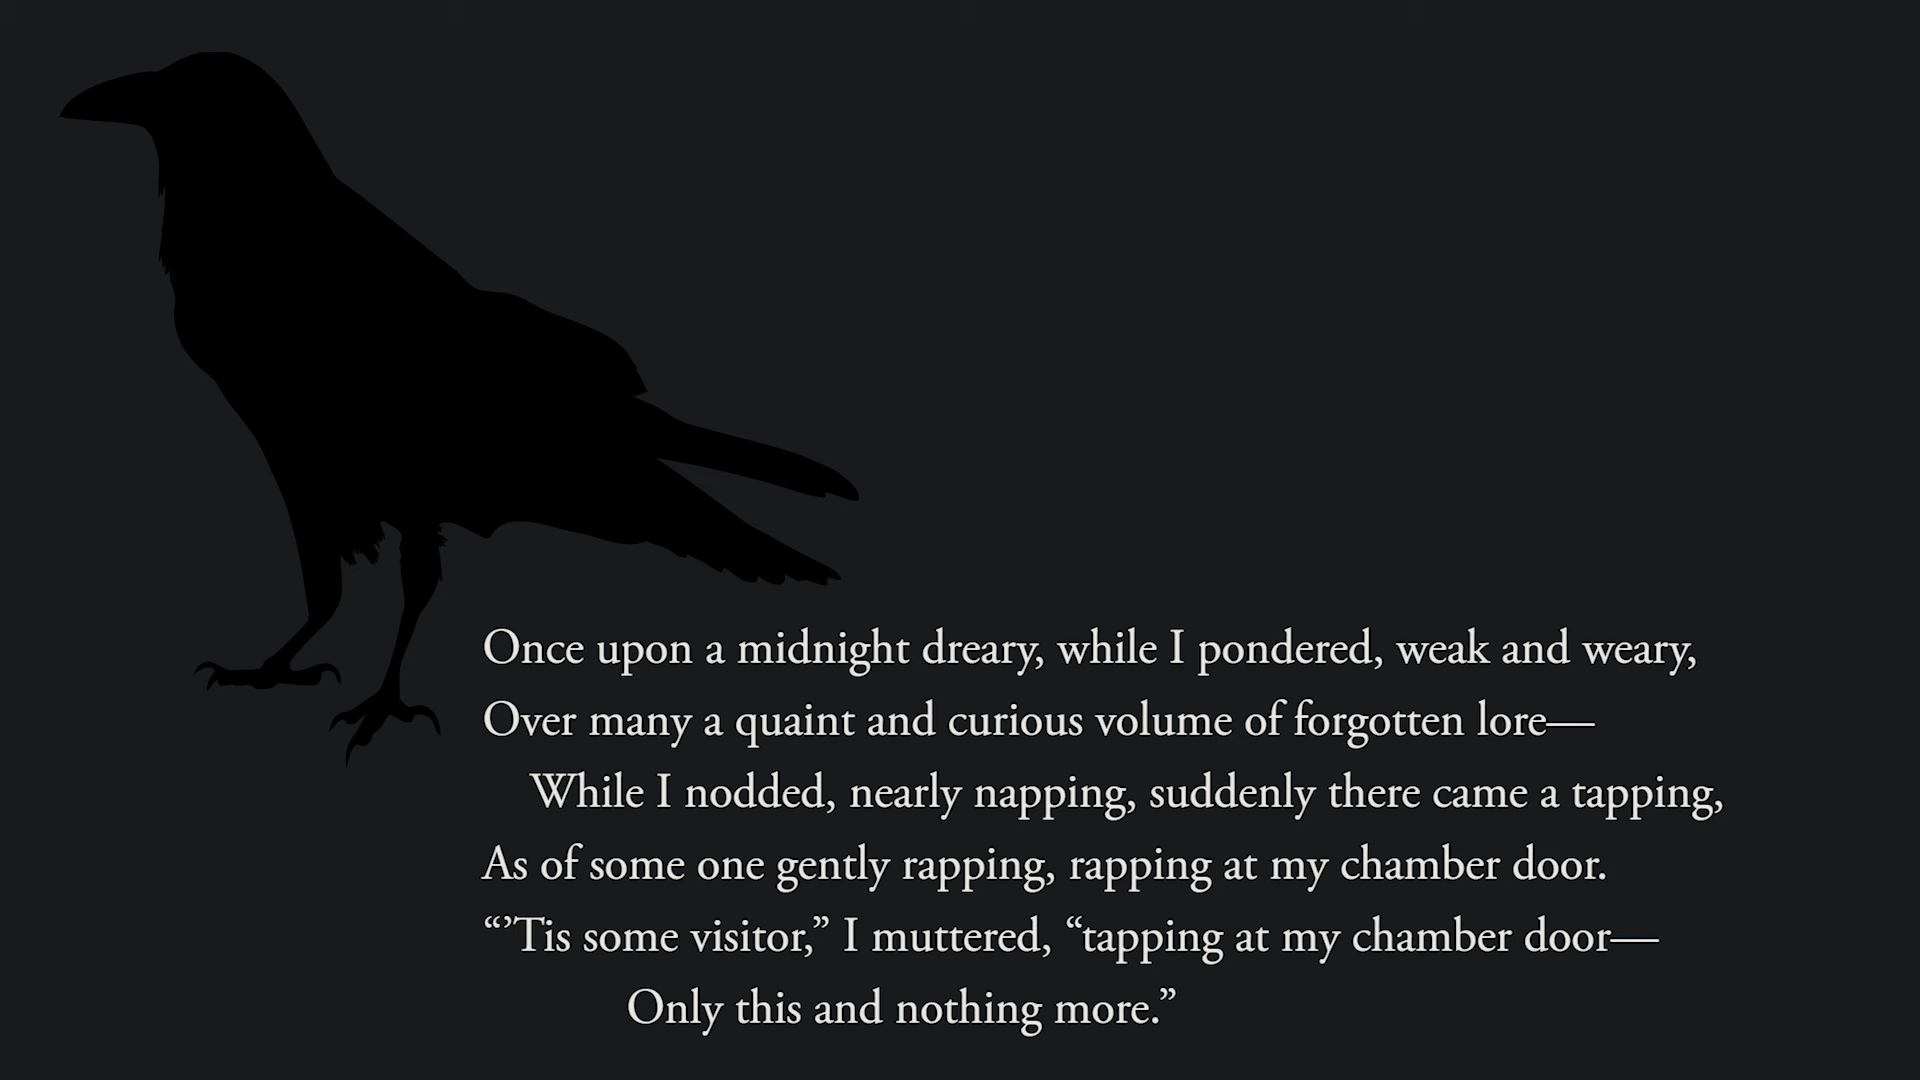 Once upon a midnight dreary, while I pondered, weak and weary,
Over many a quaint and curious volume of forgotten lore—
While I nodded, nearly napping, suddenly there came a tapping,
As of some one gently rapping, rapping at my chamber door.
“’Tis some visitor,” I muttered, “tapping at my chamber door—
Only this and nothing more.”